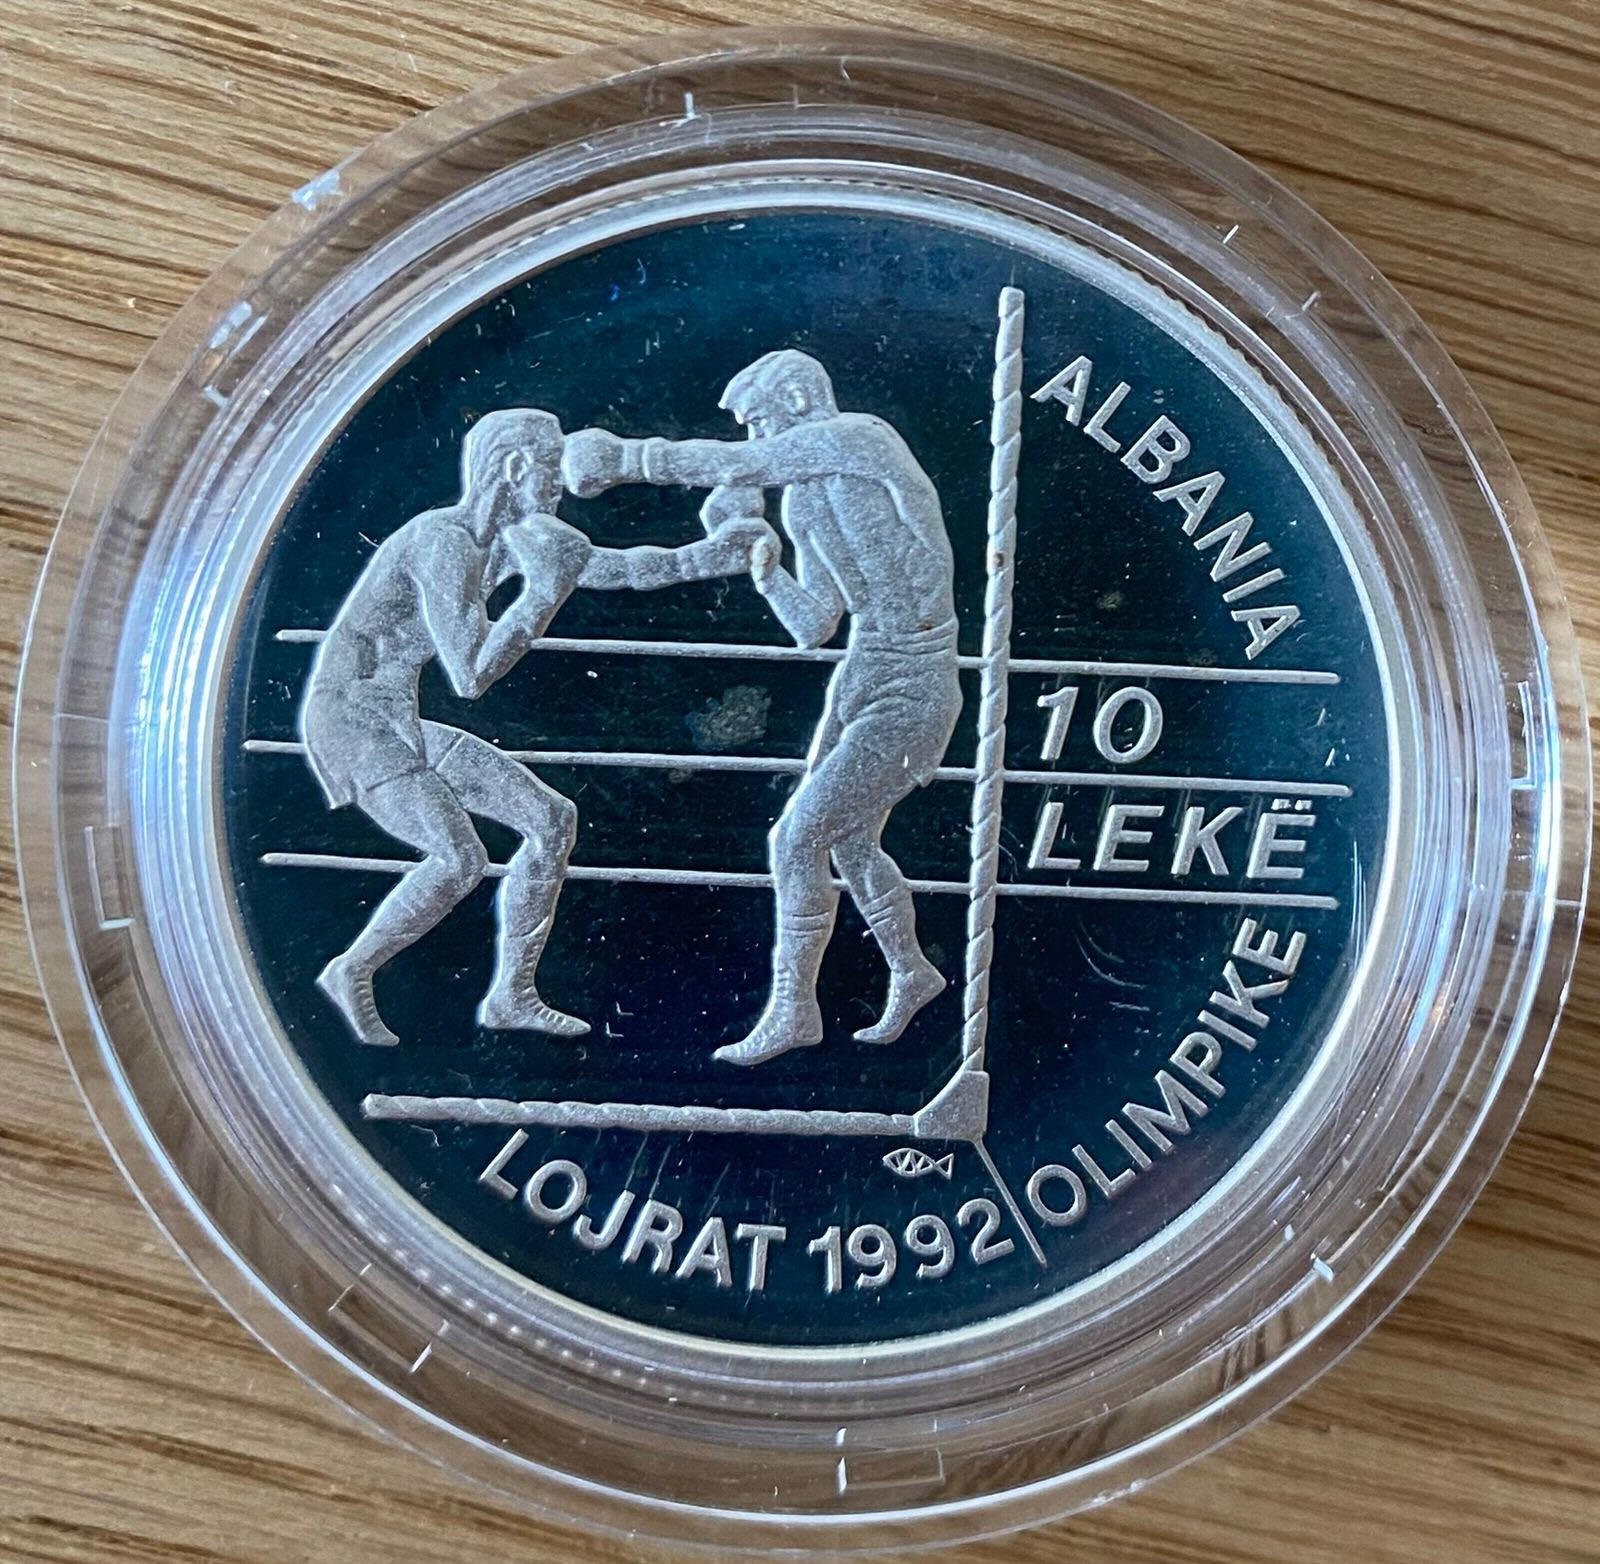 ALBANIA
10
LEKË
LOJRAT 1992 OLIMPIKE